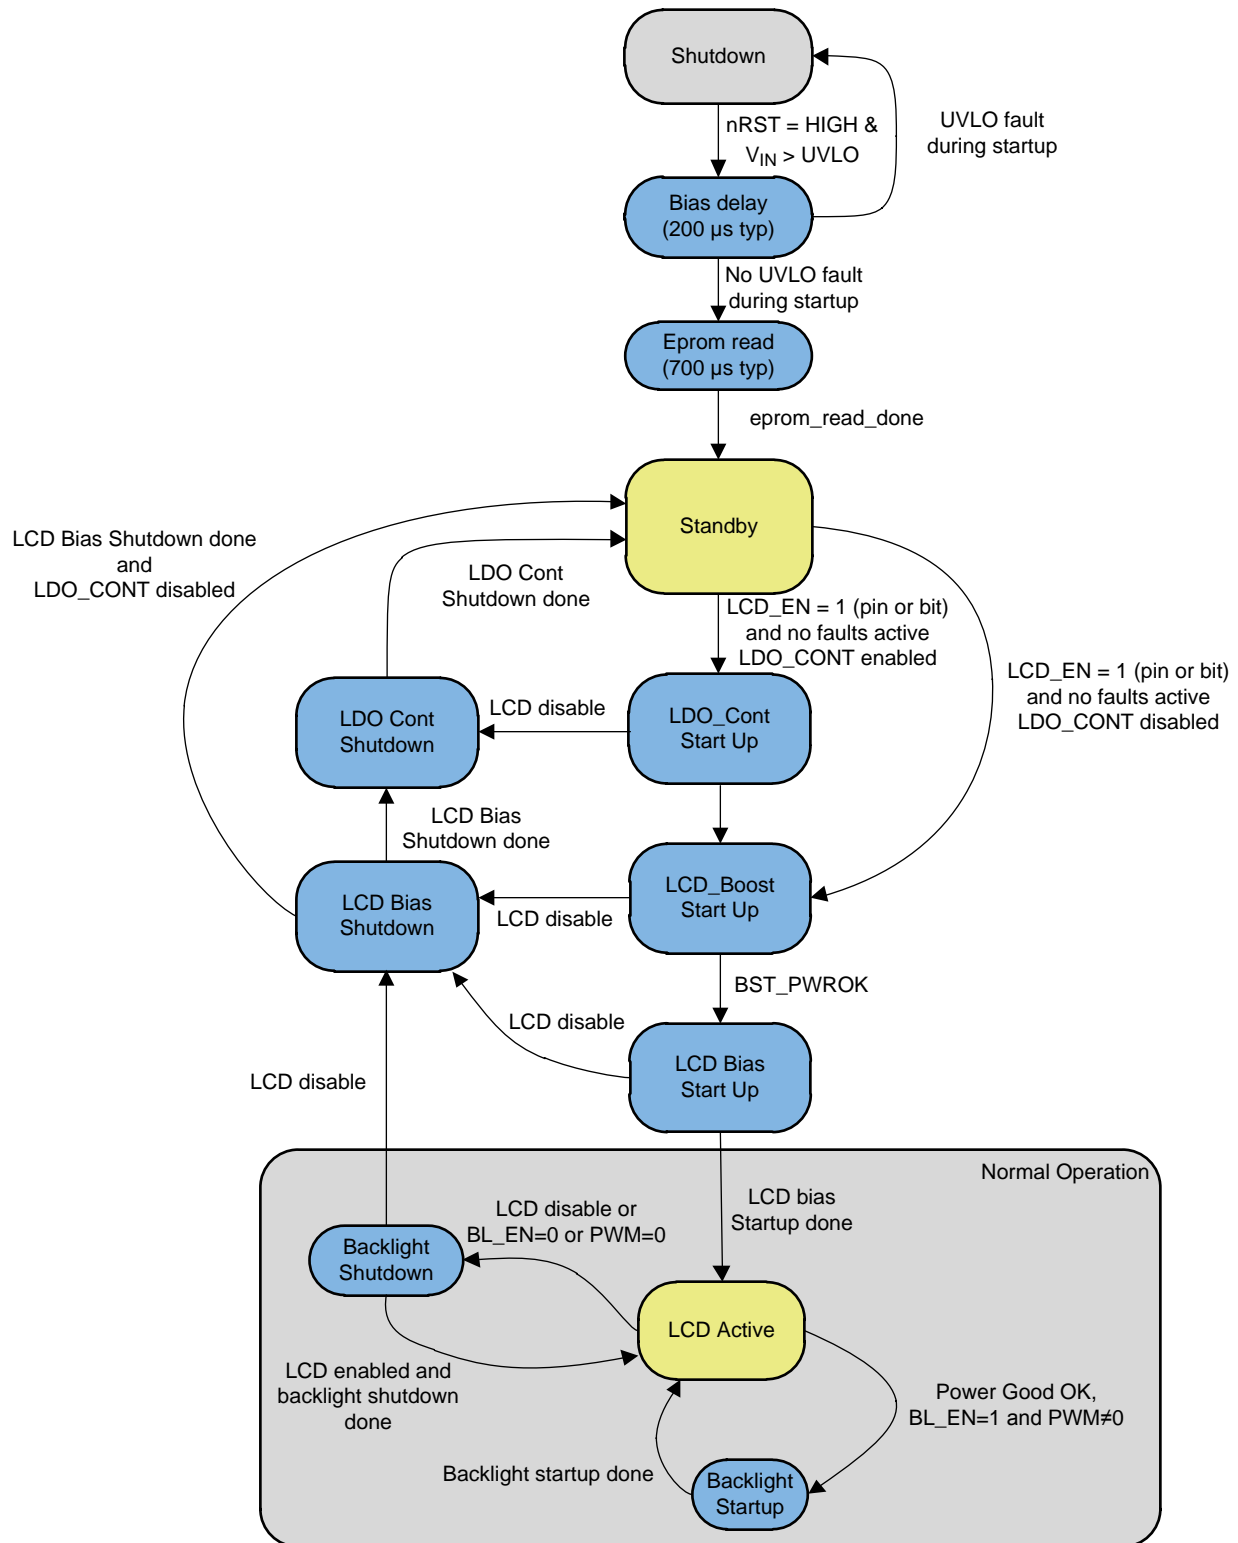 Shutdown
nRST = HIGH &
VIN > UVLO
UVLO fault
during startup
Bias delay
(200 µs typ)
No UVLO fault
during startup
Eprom read
(700 µs typ)
eprom_read_done
Standby
LCD Bias Shutdown done
and
LDO_CONT disabled
LDO Cont
Shutdown done
LCD_EN = 1 (pin or bit)
and no faults active
LDO_CONT enabled
LCD_EN = 1 (pin or bit)
and no faults active
LDO_CONT disabled
LDO Cont
Shutdown
LCD disable
LDO_Cont
Start Up
LCD Bias
Shutdown done
LCD Bias
Shutdown
LCD disable
LCD_Boost
Start Up
BST_PWROK
LCD disable
LCD Bias
Start Up
LCD disable
Normal Operation
LCD bias
Startup done
LCD disable or
BL_EN=0 or PWM=0
Backlight
Shutdown
LCD Active
LCD enabled and
backlight shutdown
done
Power Good OK,
BL_EN=1 and PWM≠0
Backlight startup done
Backlight
Startup